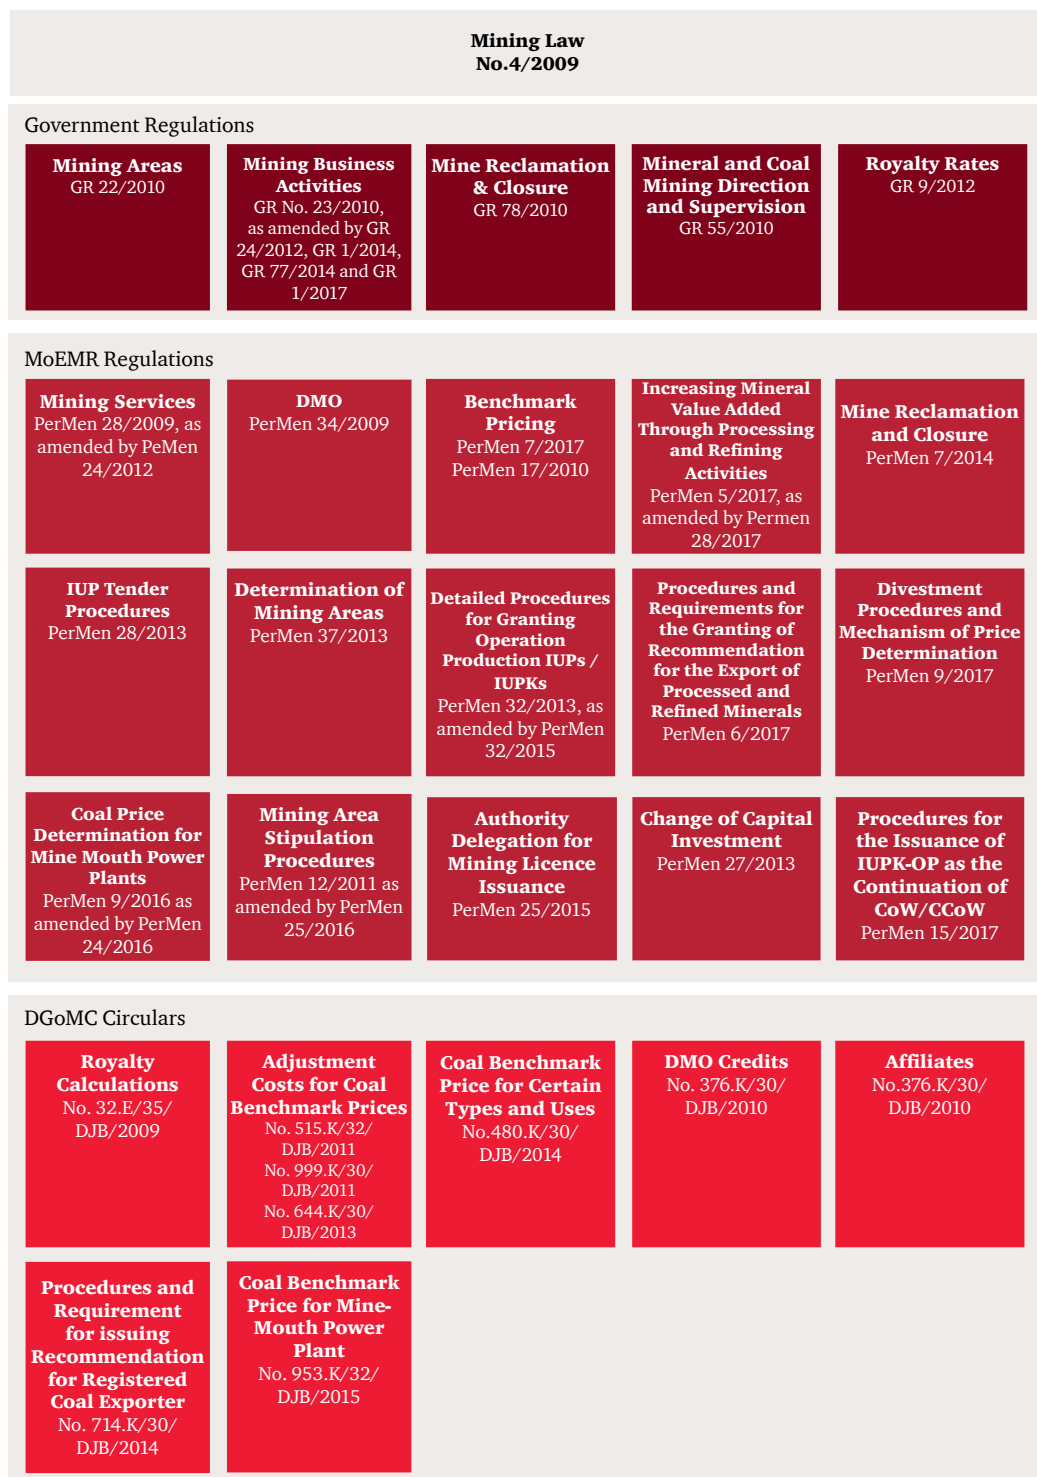 Mining Law
No.4/2009
Government Regulations
Mining Areas
GR 22/2010
Mining Business
Activities
GR No. 23/2010,
as amended by GR
24/2012, GR 1/2014,
GR 77/2014 and GR
1/2017
Mine Reclamation
& Closure
GR 78/2010
Mineral and Coal
Mining Direction
and Supervision
GR 55/2010
Royalty Rates
GR 9/2012
MoEMR Regulations
Mining Services
PerMen 28/2009, as
amended by PeMen
24/2012
DMO
PerMen 34/2009
Benchmark
Pricing
PerMen 7/2017
PerMen 17/2010
Increasing Mineral
Value Added
Through Processing
and Refining
Activities
PerMen 5/2017, as
amended by Permen
28/2017
Mine Reclamation
and Closure
PerMen 7/2014
IUP Tender
Procedures
PerMen 28/2013
Determination of
Mining Areas
PerMen 37/2013
Detailed Procedures
for Granting
Operation
Production IUPs /
IUPKs
PerMen 32/2013, as
amended by PerMen
32/2015
Procedures and
Requirements for
the Granting of
Recommendation
for the Export of
Processed and
Refined Minerals
PerMen 6/2017
Divestment
Procedures and
Mechanism of Price
Determination
PerMen 9/2017
Coal Price
Determination for
Mine Mouth Power
Plants
PerMen 9/2016 as
amended by PerMen
24/2016
Mining Area
Stipulation
Procedures
PerMen 12/2011 as
amended by PerMen
25/2016
Authority
Delegation for
Mining Licence
Issuance
PerMen 25/2015
Change of Capital
Investment
PerMen 27/2013
Procedures for
the Issuance of
IUPK-OP as the
Continuation of
CoW/CCoW
PerMen 15/2017
DGoMC Circulars
Royalty
Calculations
No. 32.E/35/
DJB/2009
Adjustment
Costs for Coal
Benchmark Prices
No. 515.K/32/
DJB/2011
No. 999.K/30/
DJB/2011
No. 644.K/30/
DJB/2013
Coal Benchmark
Price for Certain
Types and Uses
No.480.K/30/
DJB/2014
DMO Credits
No. 376.K/30/
DJB/2010
Affiliates
No.376.K/30/
DJB/2010
Procedures and
Requirement
for issuing
Recommendation
for Registered
Coal Exporter
No. 714.K/30/
DJB/2014
Coal Benchmark
Price for Mine-
Mouth Power
Plant
No. 953.K/32/
DJB/2015